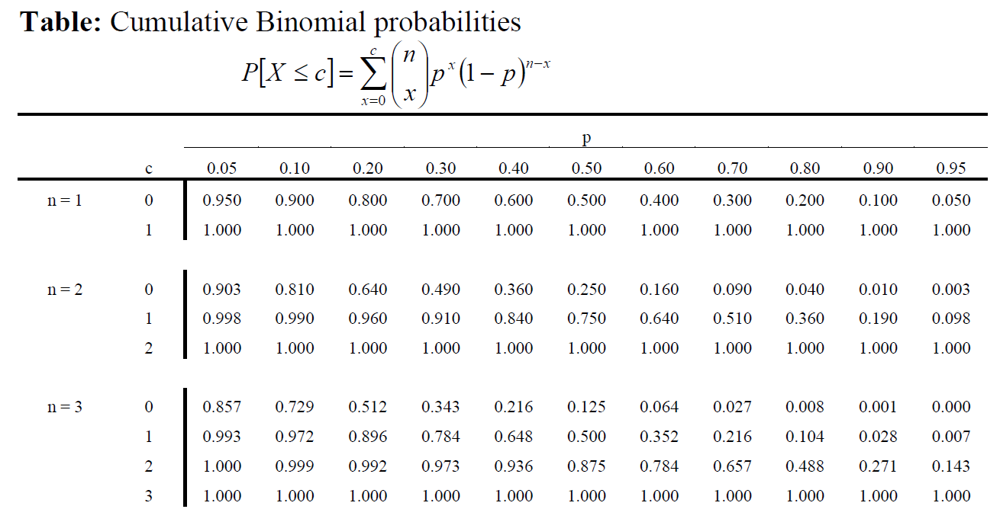 Table: Cumulative Binomial probabilities
P[X ≤ c] = ∑_{x=0}^{c} (n x) p^x (1 − p)^{n−x}
p
c 0.05 0.10 0.20 0.30 0.40 0.50 0.60 0.70 0.80 0.90 0.95
n = 1 0 0.950 0.900 0.800 0.700 0.600 0.500 0.400 0.300 0.200 0.100 0.050
1 1.000 1.000 1.000 1.000 1.000 1.000 1.000 1.000 1.000 1.000 1.000
n = 2 0 0.903 0.810 0.640 0.490 0.360 0.250 0.160 0.090 0.040 0.010 0.003
1 0.998 0.990 0.960 0.910 0.840 0.750 0.640 0.510 0.360 0.190 0.098
2 1.000 1.000 1.000 1.000 1.000 1.000 1.000 1.000 1.000 1.000 1.000
n = 3 0 0.857 0.729 0.512 0.343 0.216 0.125 0.064 0.027 0.008 0.001 0.000
1 0.993 0.972 0.896 0.784 0.648 0.500 0.352 0.216 0.104 0.028 0.007
2 1.000 0.999 0.992 0.973 0.936 0.875 0.784 0.657 0.488 0.271 0.143
3 1.000 1.000 1.000 1.000 1.000 1.000 1.000 1.000 1.000 1.000 1.000